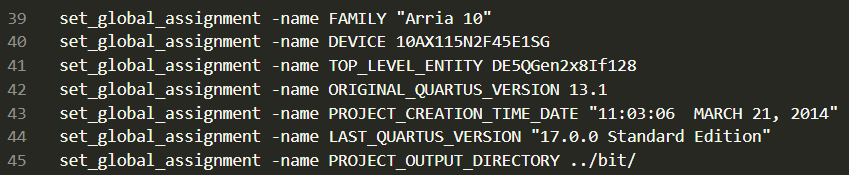 39 set_global_assignment -name FAMILY "Arria 10"
40 set_global_assignment -name DEVICE 10AX115N2F45E1SG
41 set_global_assignment -name TOP_LEVEL_ENTITY DE5QGen2x8If128
42 set_global_assignment -name ORIGINAL_QUARTUS_VERSION 13.1
43 set_global_assignment -name PROJECT_CREATION_TIME_DATE "11:03:06  MARCH 21, 2014"
44 set_global_assignment -name LAST_QUARTUS_VERSION "17.0.0 Standard Edition"
45 set_global_assignment -name PROJECT_OUTPUT_DIRECTORY ../bit/